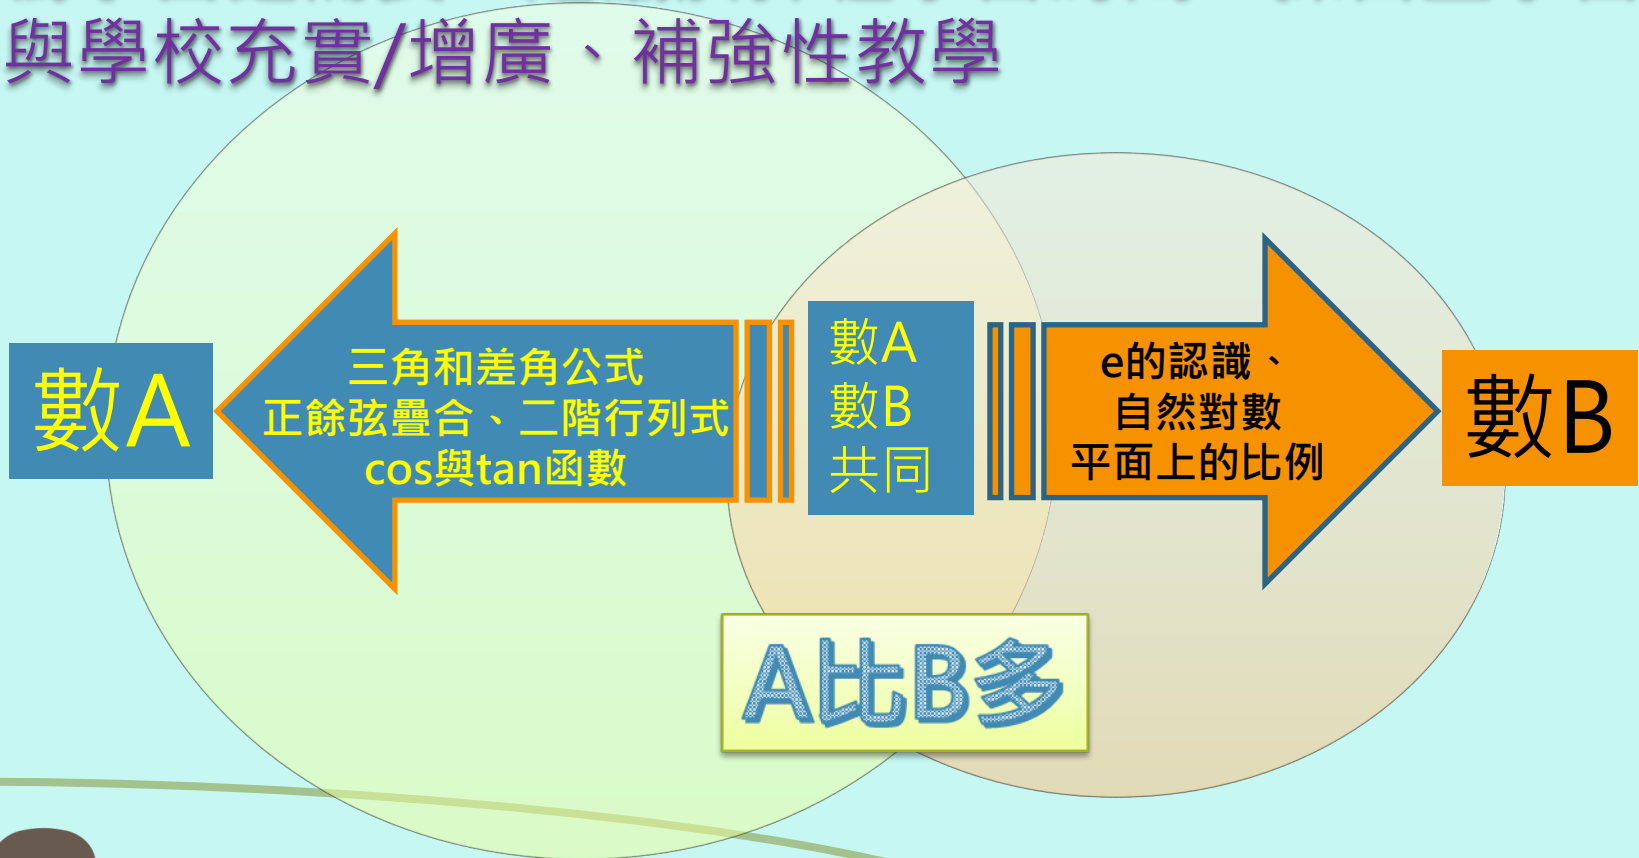 與學校充實/增廣、補強性教學
數A
三角和差角公式
正餘弦疊合、二階行列式
cos與tan函數
數A
數B
共同
e的認識、
自然對數
平面上的比例
數B
A比B多